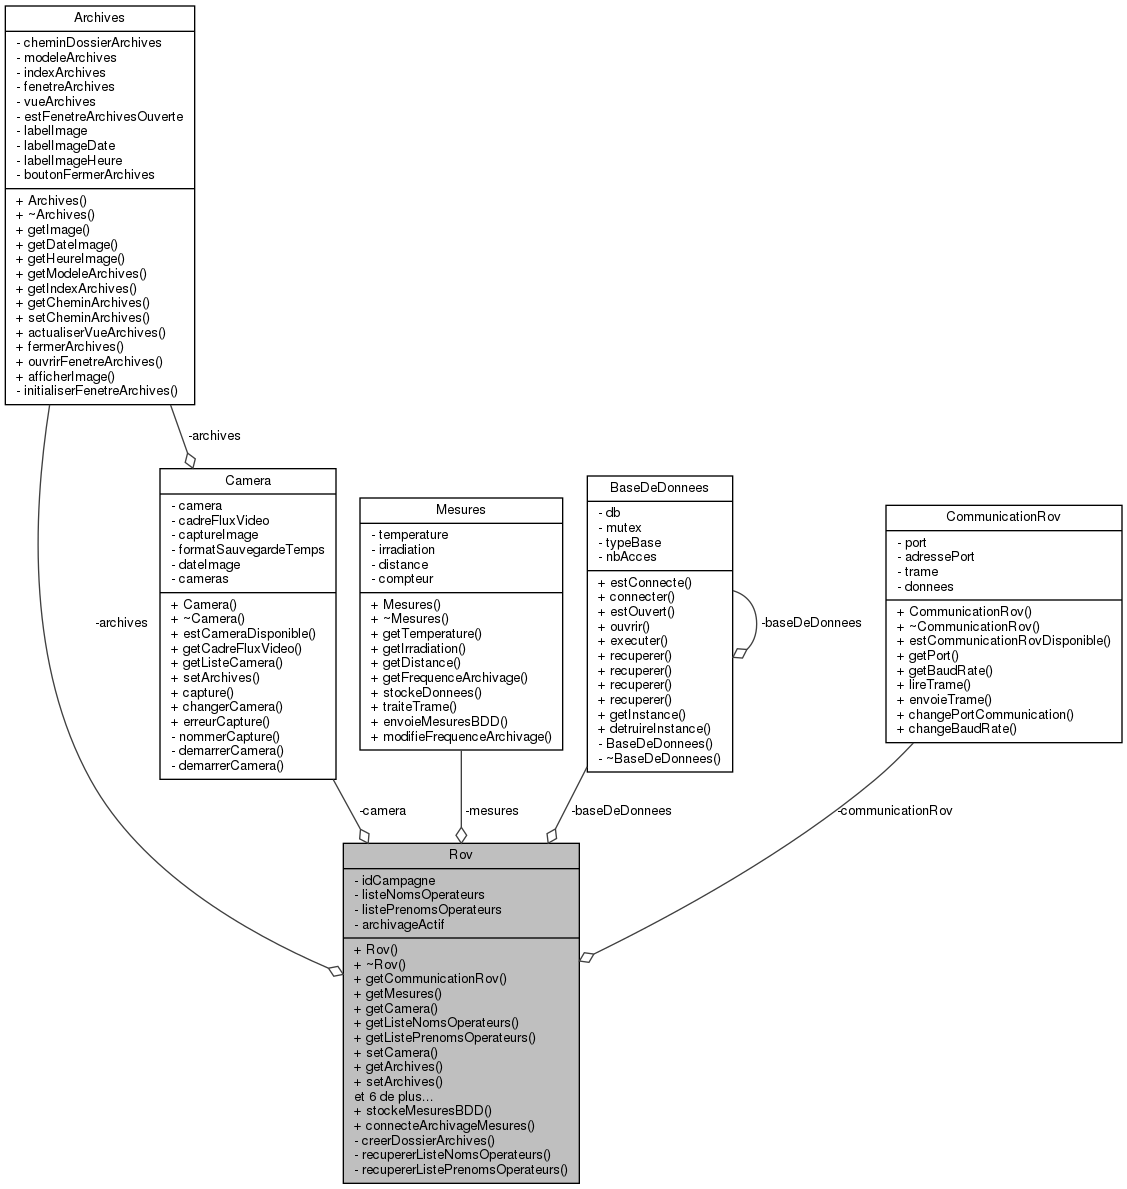 Archives
- cheminDossierArchives
- modeleArchives
- indexArchives
- fenetreArchives
- vueArchives
- estFenetreArchivesOuverte
- labelImage
- labelImageDate
- labelImageHeure
- boutonFermerArchives
+ Archives()
+ ~Archives()
+ getImage()
+ getDateImage()
+ getHeureImage()
+ getModeleArchives()
+ getIndexArchives()
+ getCheminArchives()
+ setCheminArchives()
+ actualiserVueArchives()
+ fermerArchives()
+ ouvrirFenetreArchives()
+ afficherImage()
- initialiserFenetreArchives()
-archives
Camera
- camera
- cadreFluxVideo
- captureImage
- formatSauvegardeTemps
- dateImage
- cameras
+ Camera()
+ ~Camera()
+ estCameraDisponible()
+ getCadreFluxVideo()
+ getListeCamera()
+ setArchives()
+ capture()
+ changerCamera()
+ erreurCapture()
- nommerCapture()
- demarrerCamera()
- demarrerCamera()
Mesures
- temperature
- irradiation
- distance
- compteur
+ Mesures()
+ ~Mesures()
+ getTemperature()
+ getIrradiation()
+ getDistance()
+ getFrequenceArchivage()
+ stockeDonnees()
+ traiteTrame()
+ envoieMesuresBDD()
+ modifieFrequenceArchivage()
BaseDeDonnees
- db
- mutex
- typeBase
- nbAcces
+ estConnecte()
+ connecter()
+ estOuvert()
+ ouvrir()
+ executer()
+ recuperer()
+ recuperer()
+ recuperer()
+ recuperer()
+ getInstance()
+ detruireInstance()
- BaseDeDonnees()
- ~BaseDeDonnees()
-baseDeDonnees
CommunicationRov
- port
- adressePort
- trame
- donnees
+ CommunicationRov()
+ ~CommunicationRov()
+ estCommunicationRovDisponible()
+ getPort()
+ getBaudRate()
+ lireTrame()
+ envoieTrame()
+ changePortCommunication()
+ changeBaudRate()
-archives
-camera
-mesures
-baseDeDonnees
-communicationRov
Rov
- idCampagne
- listeNomsOperateurs
- listePrenomsOperateurs
- archivageActif
+ Rov()
+ ~Rov()
+ getCommunicationRov()
+ getMesures()
+ getCamera()
+ getListeNomsOperateurs()
+ getListePrenomsOperateurs()
+ setCamera()
+ getArchives()
+ setArchives()
et 6 de plus...
+ stockeMesuresBDD()
+ connecteArchivageMesures()
- creerDossierArchives()
- recupererListeNomsOperateurs()
- recupererListePrenomsOperateurs()